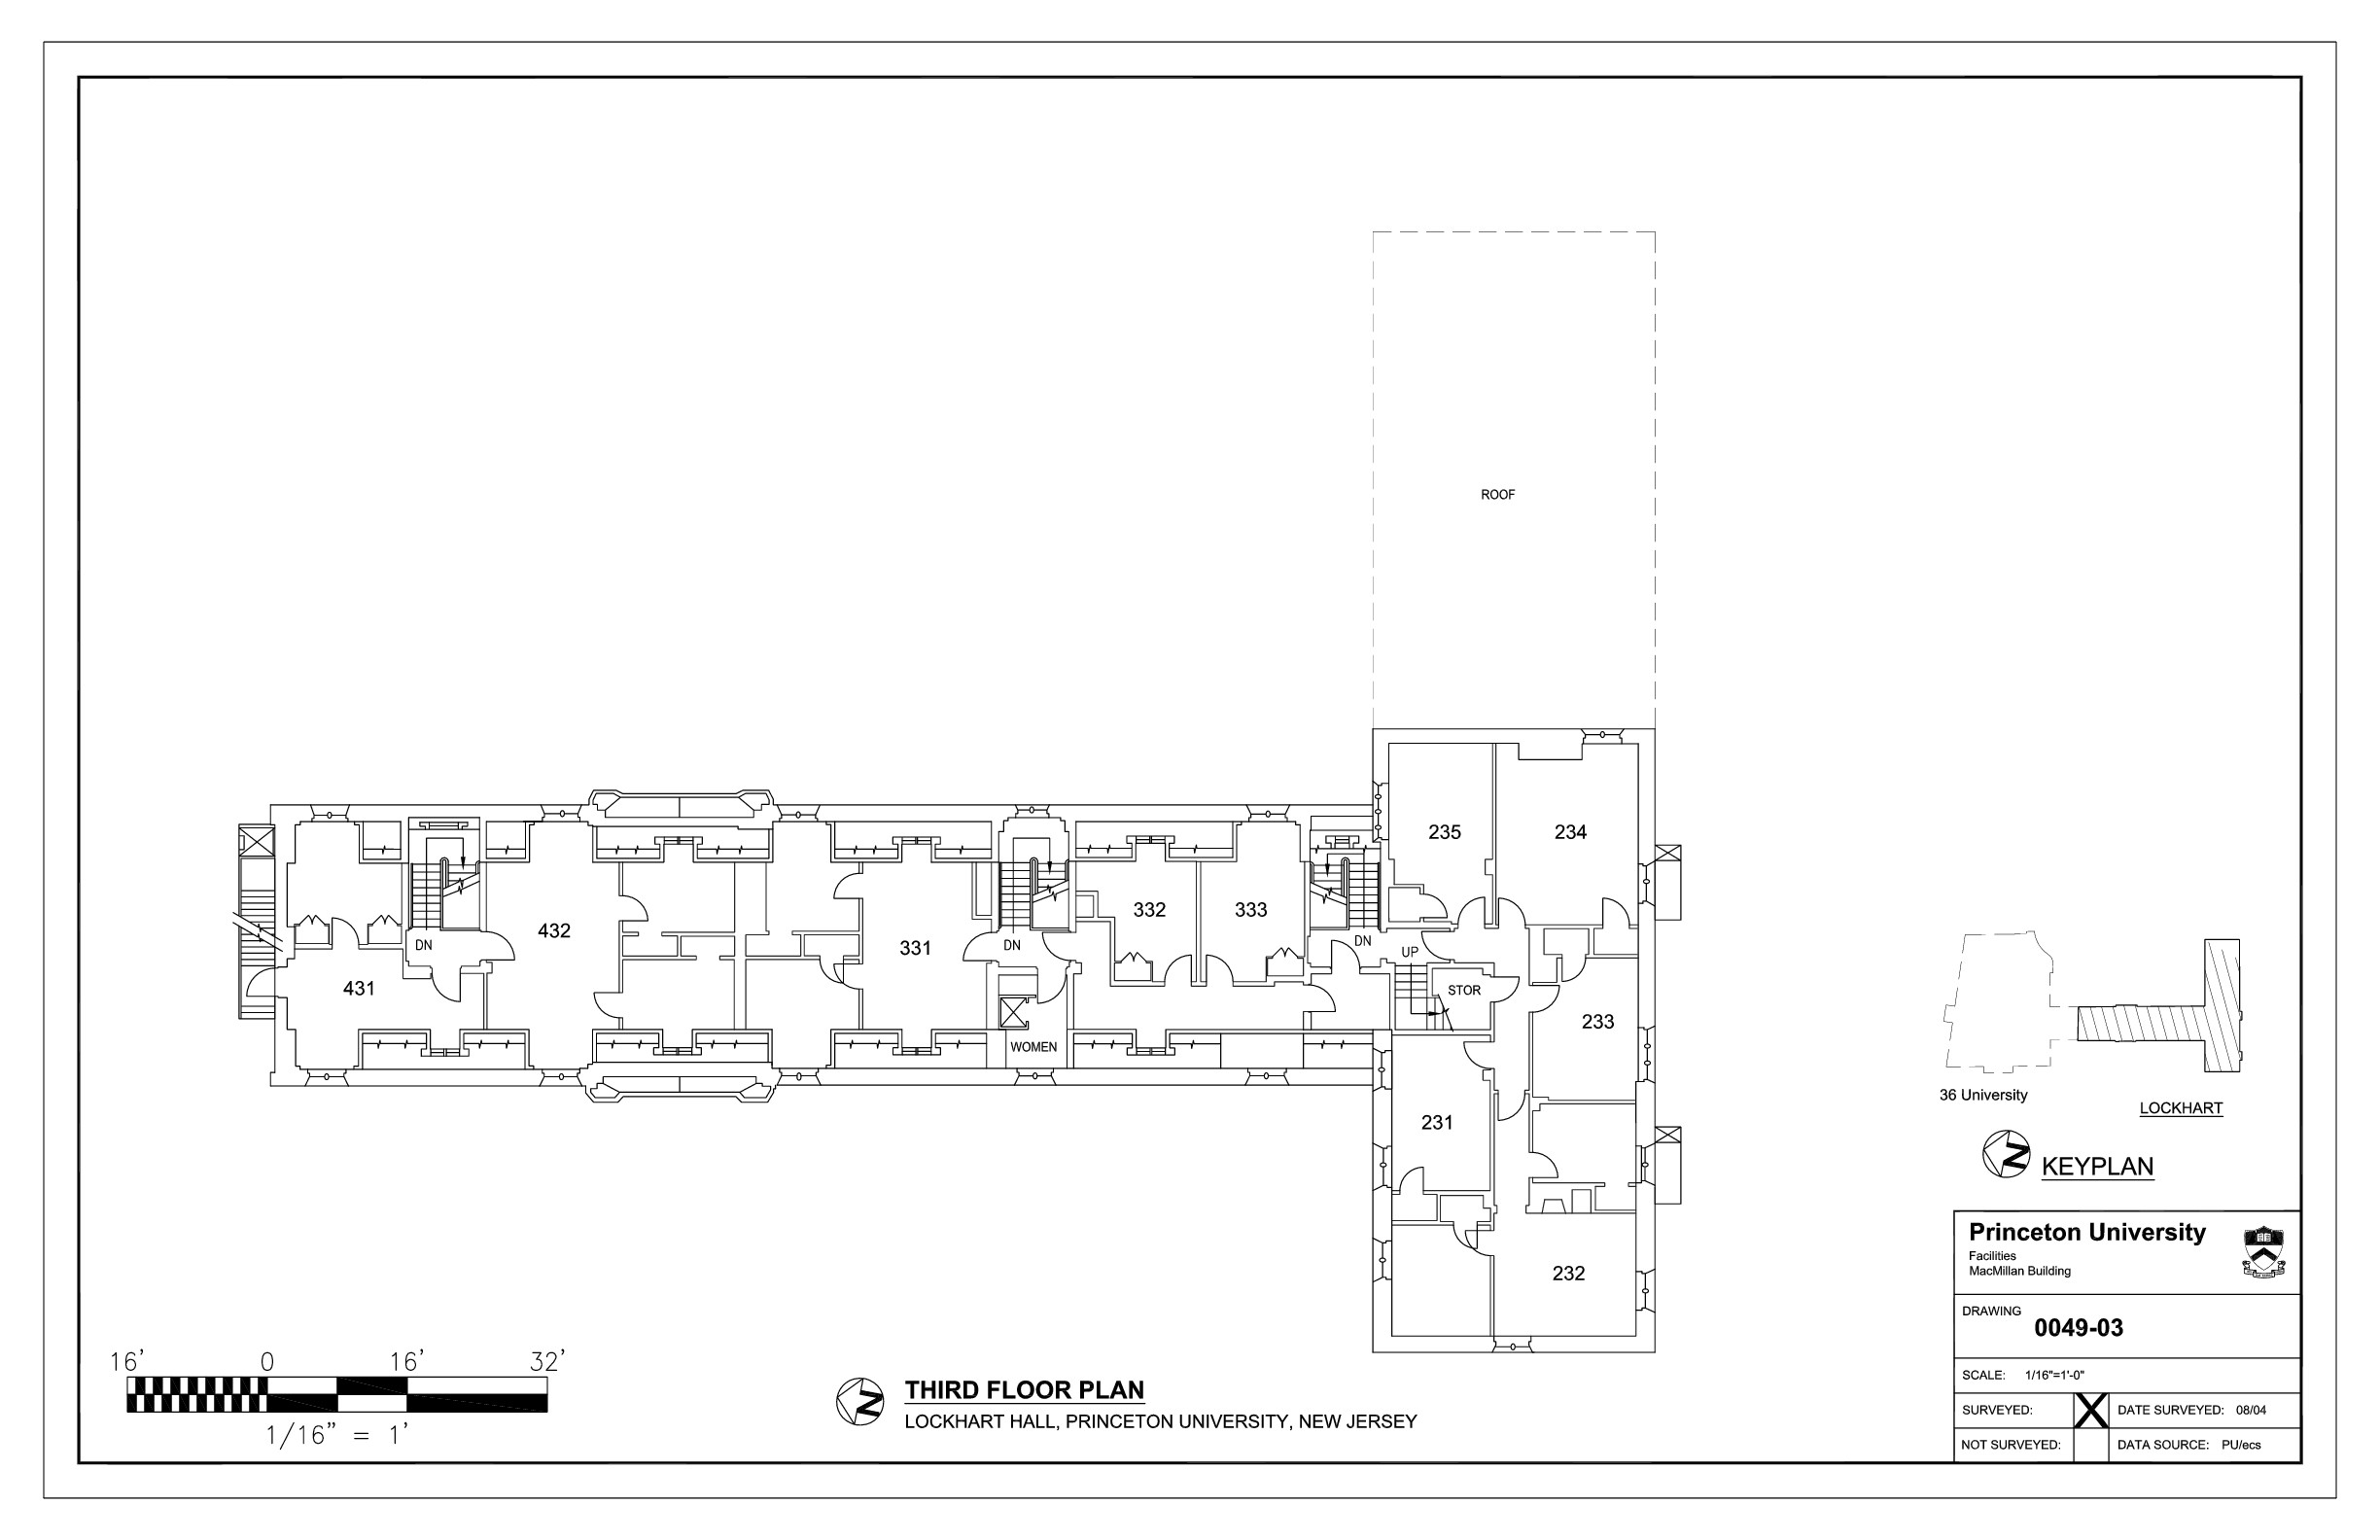 ROOF
235
234
432
DN
431
331
DN
332
333
DN
UP
STOR
233
WOMEN
231
232
36 University
LOCKHART
N
KEYPLAN
Princeton University
Facilities
MacMillan Building
DRAWING
0049-03
SCALE: 1/16"=1'-0"
SURVEYED: X DATE SURVEYED: 08/04
NOT SURVEYED: DATA SOURCE: PU/ecs
16' 0 16' 32'
1/16" = 1'
N
THIRD FLOOR PLAN
LOCKHART HALL, PRINCETON UNIVERSITY, NEW JERSEY